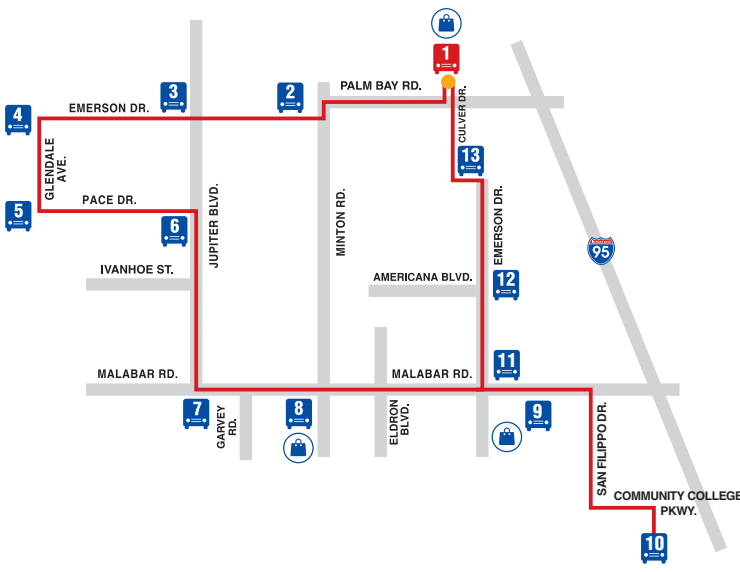 1
PALM BAY RD.
CULVER DR.
2
3
EMERSON DR.
4
GLENDALE
AVE.
13
5
PACE DR.
6
JUPITER BLVD.
MINTON RD.
EMERSON DR.
95
IVANHOE ST.
AMERICANA BLVD.
12
11
MALABAR RD.
MALABAR RD.
7
GARVEY
RD.
8
ELDRON
BLVD.
9
SAN FILIPPO DR.
COMMUNITY COLLEGE
PKWY.
10